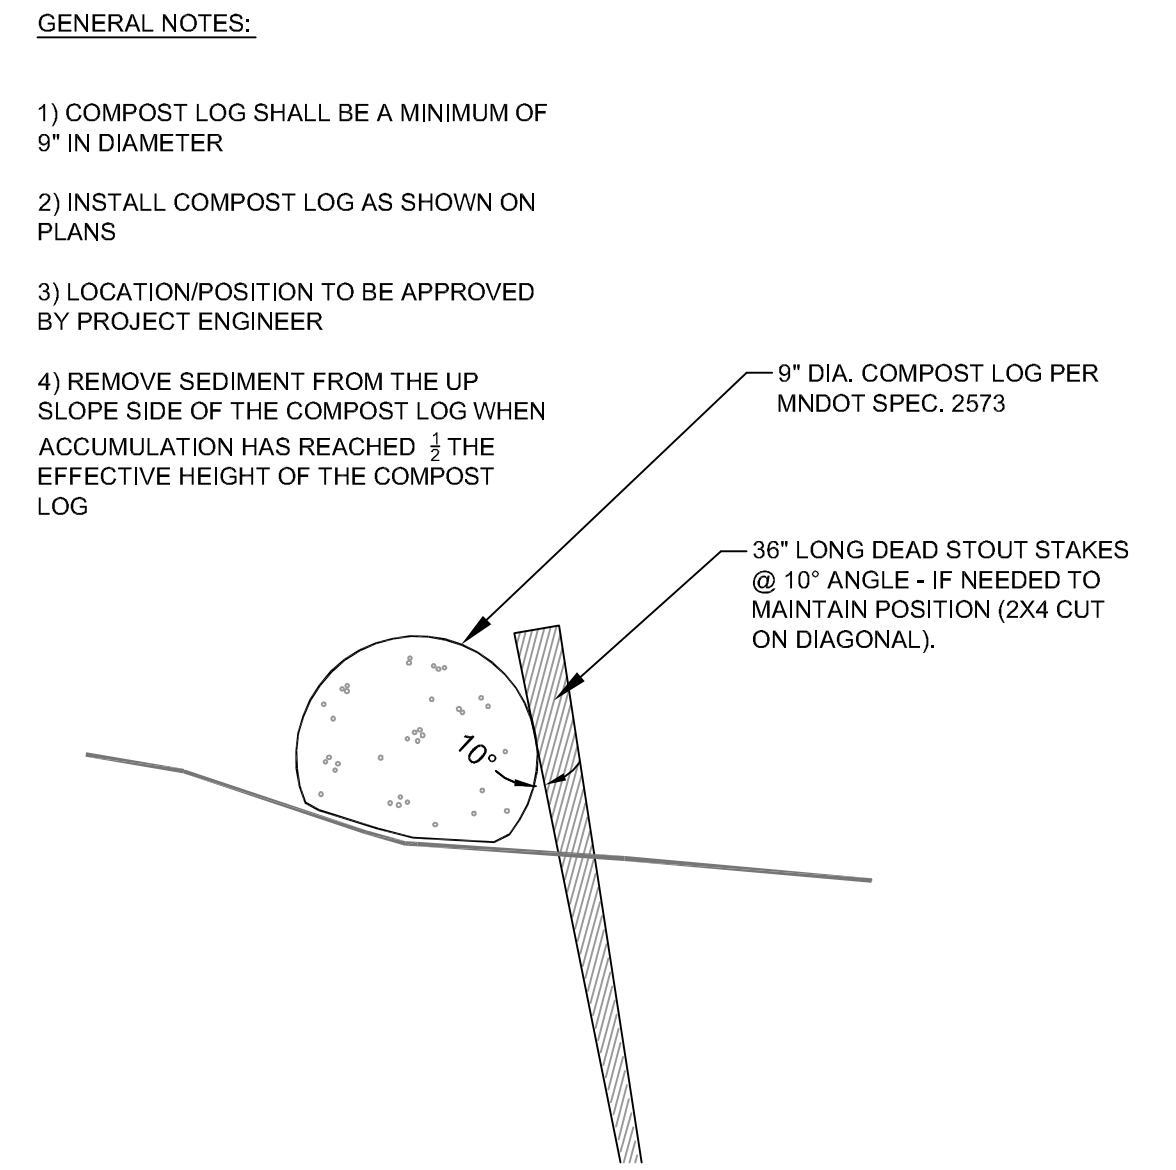 GENERAL NOTES:
1) COMPOST LOG SHALL BE A MINIMUM OF
9" IN DIAMETER
2) INSTALL COMPOST LOG AS SHOWN ON
PLANS
3) LOCATION/POSITION TO BE APPROVED
BY PROJECT ENGINEER
4) REMOVE SEDIMENT FROM THE UP
SLOPE SIDE OF THE COMPOST LOG WHEN
ACCUMULATION HAS REACHED ½ THE
EFFECTIVE HEIGHT OF THE COMPOST
LOG
9" DIA. COMPOST LOG PER
MNDOT SPEC. 2573
36" LONG DEAD STOUT STAKES
@ 10° ANGLE - IF NEEDED TO
MAINTAIN POSITION (2X4 CUT
ON DIAGONAL).
10°